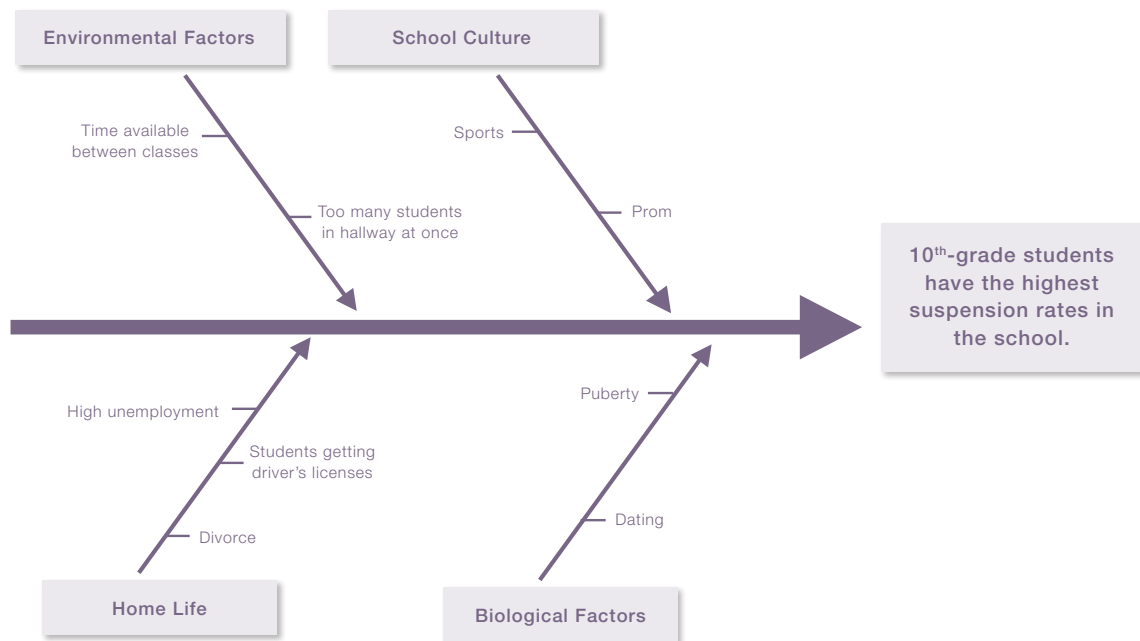 Environmental Factors
School Culture
Time available
between classes
Sports
Too many students
in hallway at once
Prom
10th-grade students
have the highest
suspension rates in
the school.
High unemployment
Students getting
driver’s licenses
Divorce
Puberty
Dating
Home Life
Biological Factors